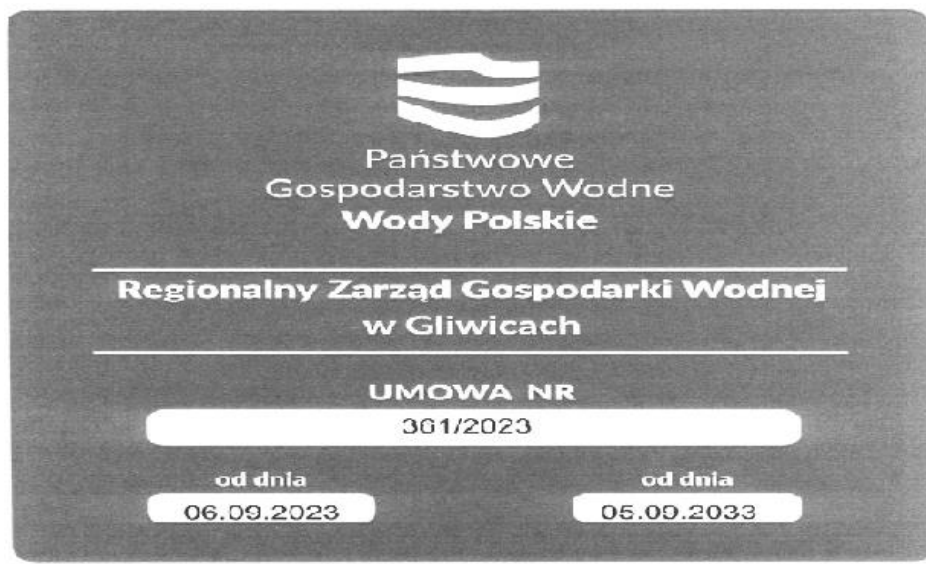 Państwowe
Gospodarstwo Wodne
Wody Polskie
Regionalny Zarząd Gospodarki Wodnej
w Gliwicach
UMOWA NR
361/2023
od dnia
od dnia
06.09.2023
05.09.2033